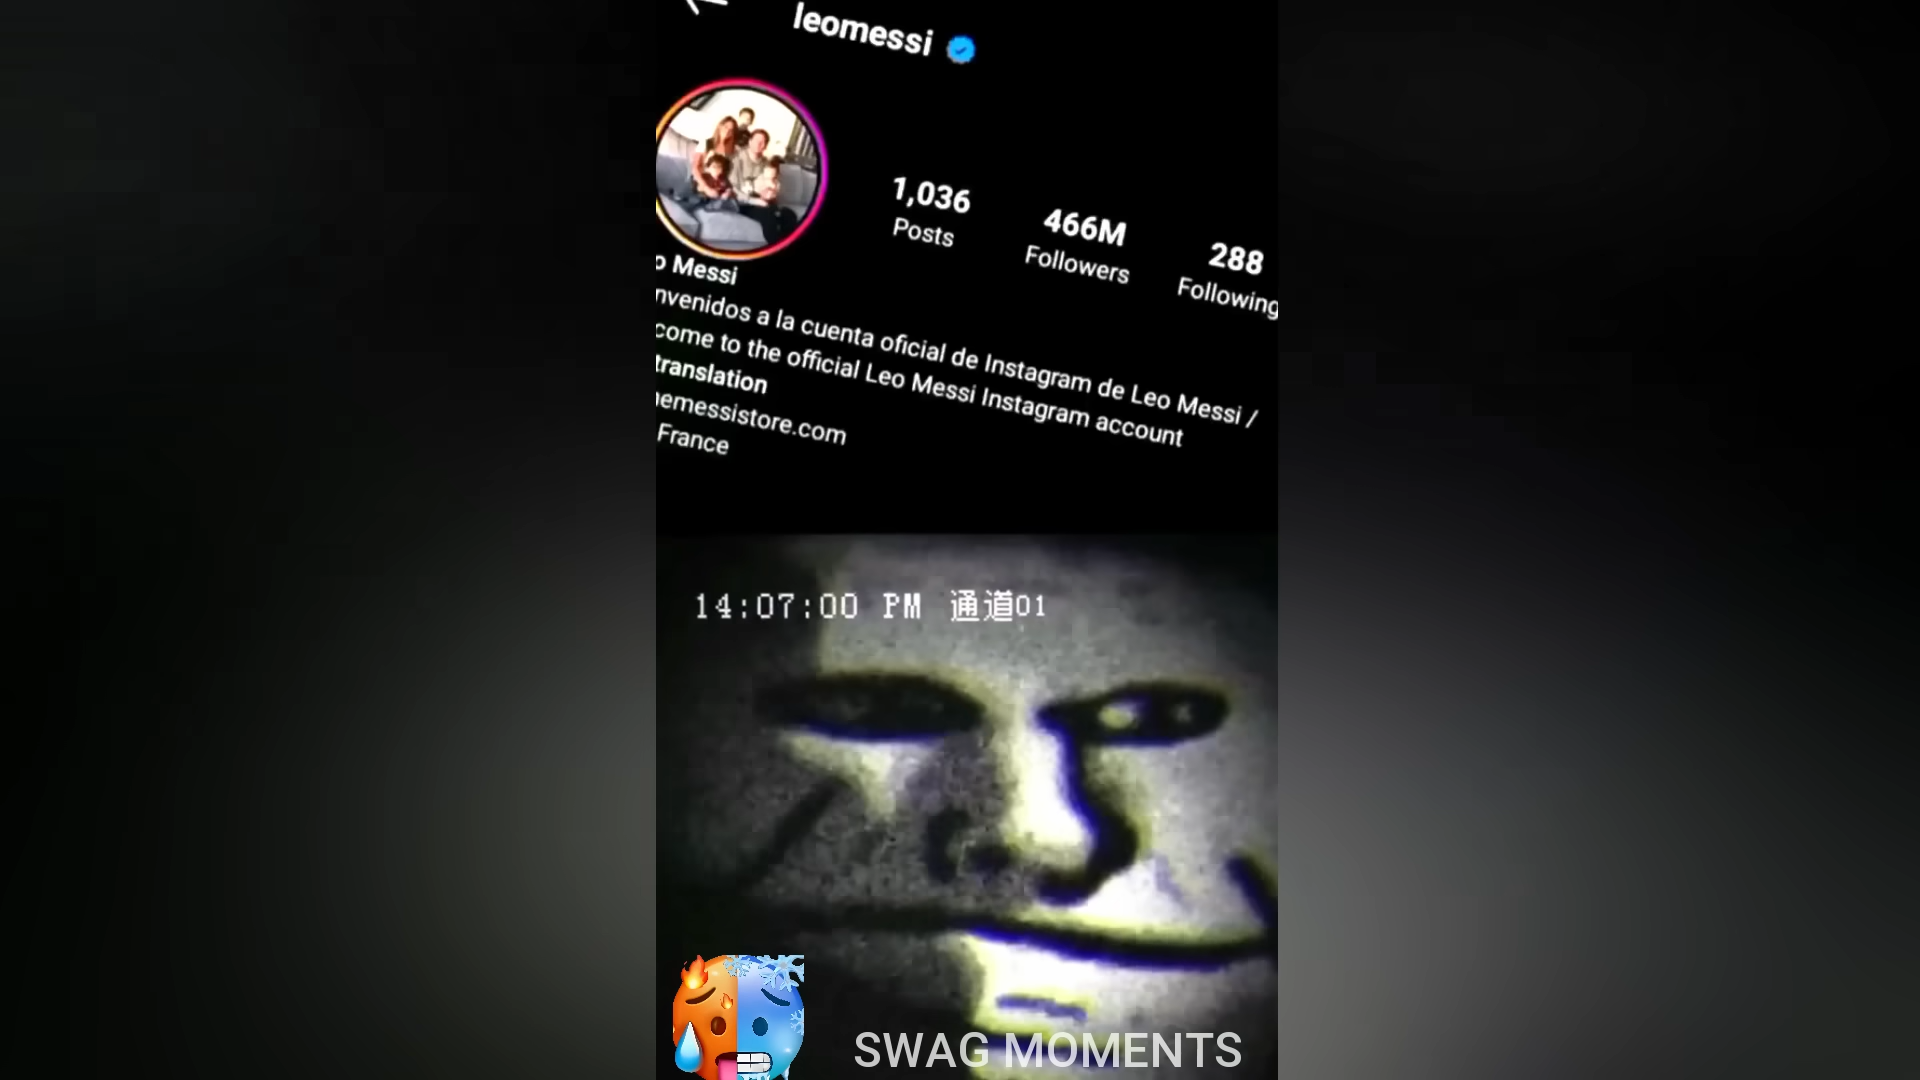 leomessi
1,036
Posts
466M
Followers
288
Following
o Messi
nvenidos a la cuenta oficial de Instagram de Leo Messi /
come to the official Leo Messi Instagram account
translation
emessistore.com
France
14:07:00 PM 通道01
SWAG MOMENTS